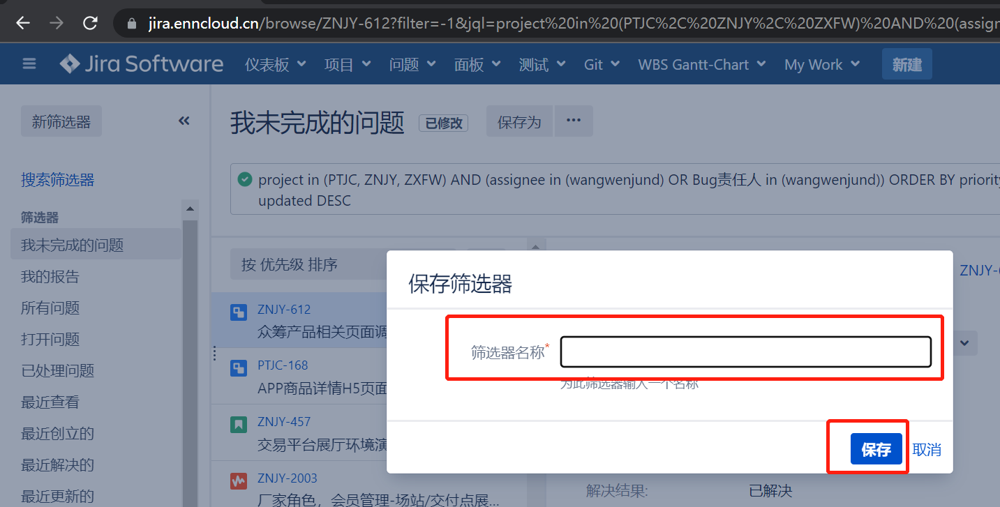 jira.enncloud.cn/browse/ZNJY-612?filter=-1&jql=project%20in%20(PTJC%2C%20ZNJY%2C%20ZXFW)%20AND%20(assign
Jira Software 仪表板 项目 问题 面板 测试 Git WBS Gantt-Chart My Work 新建
新筛选器 «
我未完成的问题 已修改 保存为 ···
搜索筛选器
project in (PTJC, ZNJY, ZXFW) AND (assignee in (wangwenjund) OR Bug责任人 in (wangwenjund)) ORDER BY priority
updated DESC
筛选器
我未完成的问题
我的报告
所有问题
打开问题
已处理问题
最近查看
最近创立的
最近解决的
最近更新的
按 优先级 排序
ZNJY-612
众筹产品相关页面调
PTJC-168
APP商品详情H5页面
ZNJY-457
交易平台展厅环境演
ZNJY-2003
厂家角色，会员管理-场站/交付点展...
保存筛选器
筛选器名称*
为此筛选器输入一个名称
保存 取消
ZNJY-
解决结果: 已解决